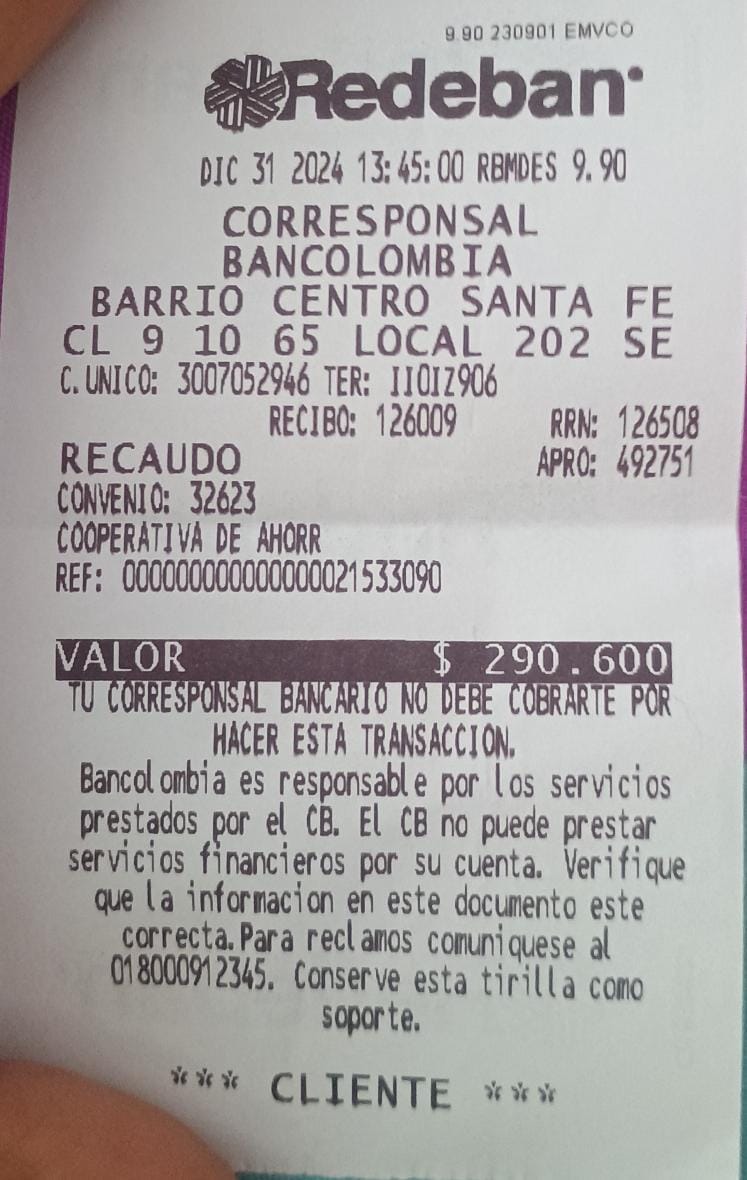 9.90 230901 EMVCO
Redeban
DIC 31 2024 13:45:00 RBMDES 9.90
CORRESPONSAL
BANCOLOMBIA
BARRIO CENTRO SANTA FE
CL 9 10 65 LOCAL 202 SE
C.UNICO: 3007052946 TER: IIOIZ906
RECIBO: 126009 RRN: 126508
RECAUDO APRO: 492751
CONVENIO: 32623
COOPERATIVA DE AHORR
REF: 000000000000000021533090
VALOR $ 290.600
TU CORRESPONSAL BANCARIO NO DEBE COBRARTE POR
HACER ESTA TRANSACCION.
Bancolombia es responsable por los servicios
prestados por el CB. El CB no puede prestar
servicios financieros por su cuenta. Verifique
que la informacion en este documento este
correcta.Para reclamos comuniquese al
018000912345. Conserve esta tirilla como
soporte.
*** CLIENTE ***